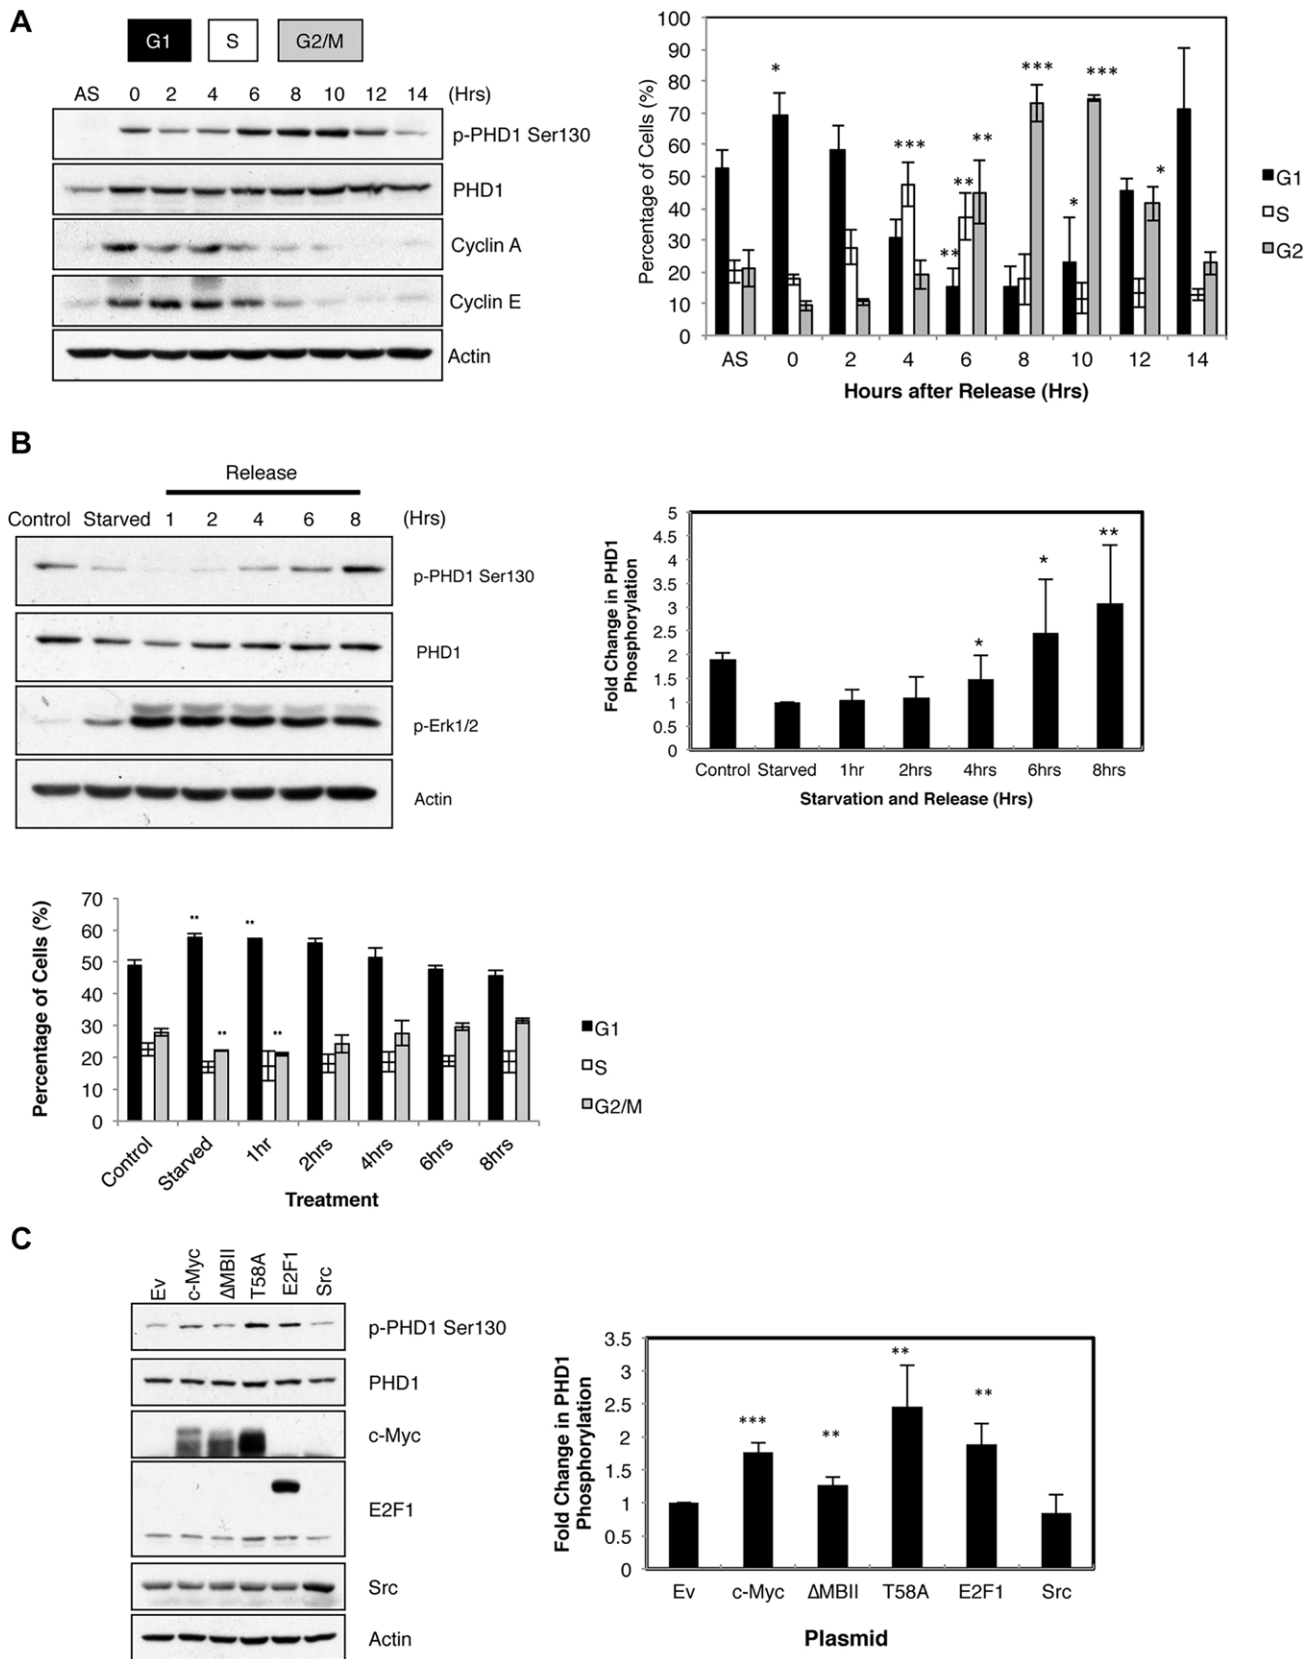 A
G1 S G2/M
AS 0 2 4 6 8 10 12 14 (Hrs)
p-PHD1 Ser130
PHD1
Cyclin A
Cyclin E
Actin
Percentage of Cells (%)
100
90
80
70
60
50
40
30
20
10
0
* *** ** ** ** *** * *** *
AS 0 2 4 6 8 10 12 14
Hours after Release (Hrs)
G1
S
G2
B
Release
Control Starved 1 2 4 6 8 (Hrs)
p-PHD1 Ser130
PHD1
p-Erk1/2
Actin
Fold Change in PHD1
Phosphorylation
5
4.5
4
3.5
3
2.5
2
1.5
1
0.5
0
* * **
Control Starved 1hr 2hrs 4hrs 6hrs 8hrs
Starvation and Release (Hrs)
Percentage of Cells (%)
70
60
50
40
30
20
10
0
** ** ** **
Control Starved 1hr 2hrs 4hrs 6hrs 8hrs
Treatment
G1
S
G2/M
C
Ev c-Myc ΔMBII T58A E2F1 Src
p-PHD1 Ser130
PHD1
c-Myc
E2F1
Src
Actin
Fold Change in PHD1
Phosphorylation
3.5
3
2.5
2
1.5
1
0.5
0
*** ** ** **
Ev c-Myc ΔMBII T58A E2F1 Src
Plasmid